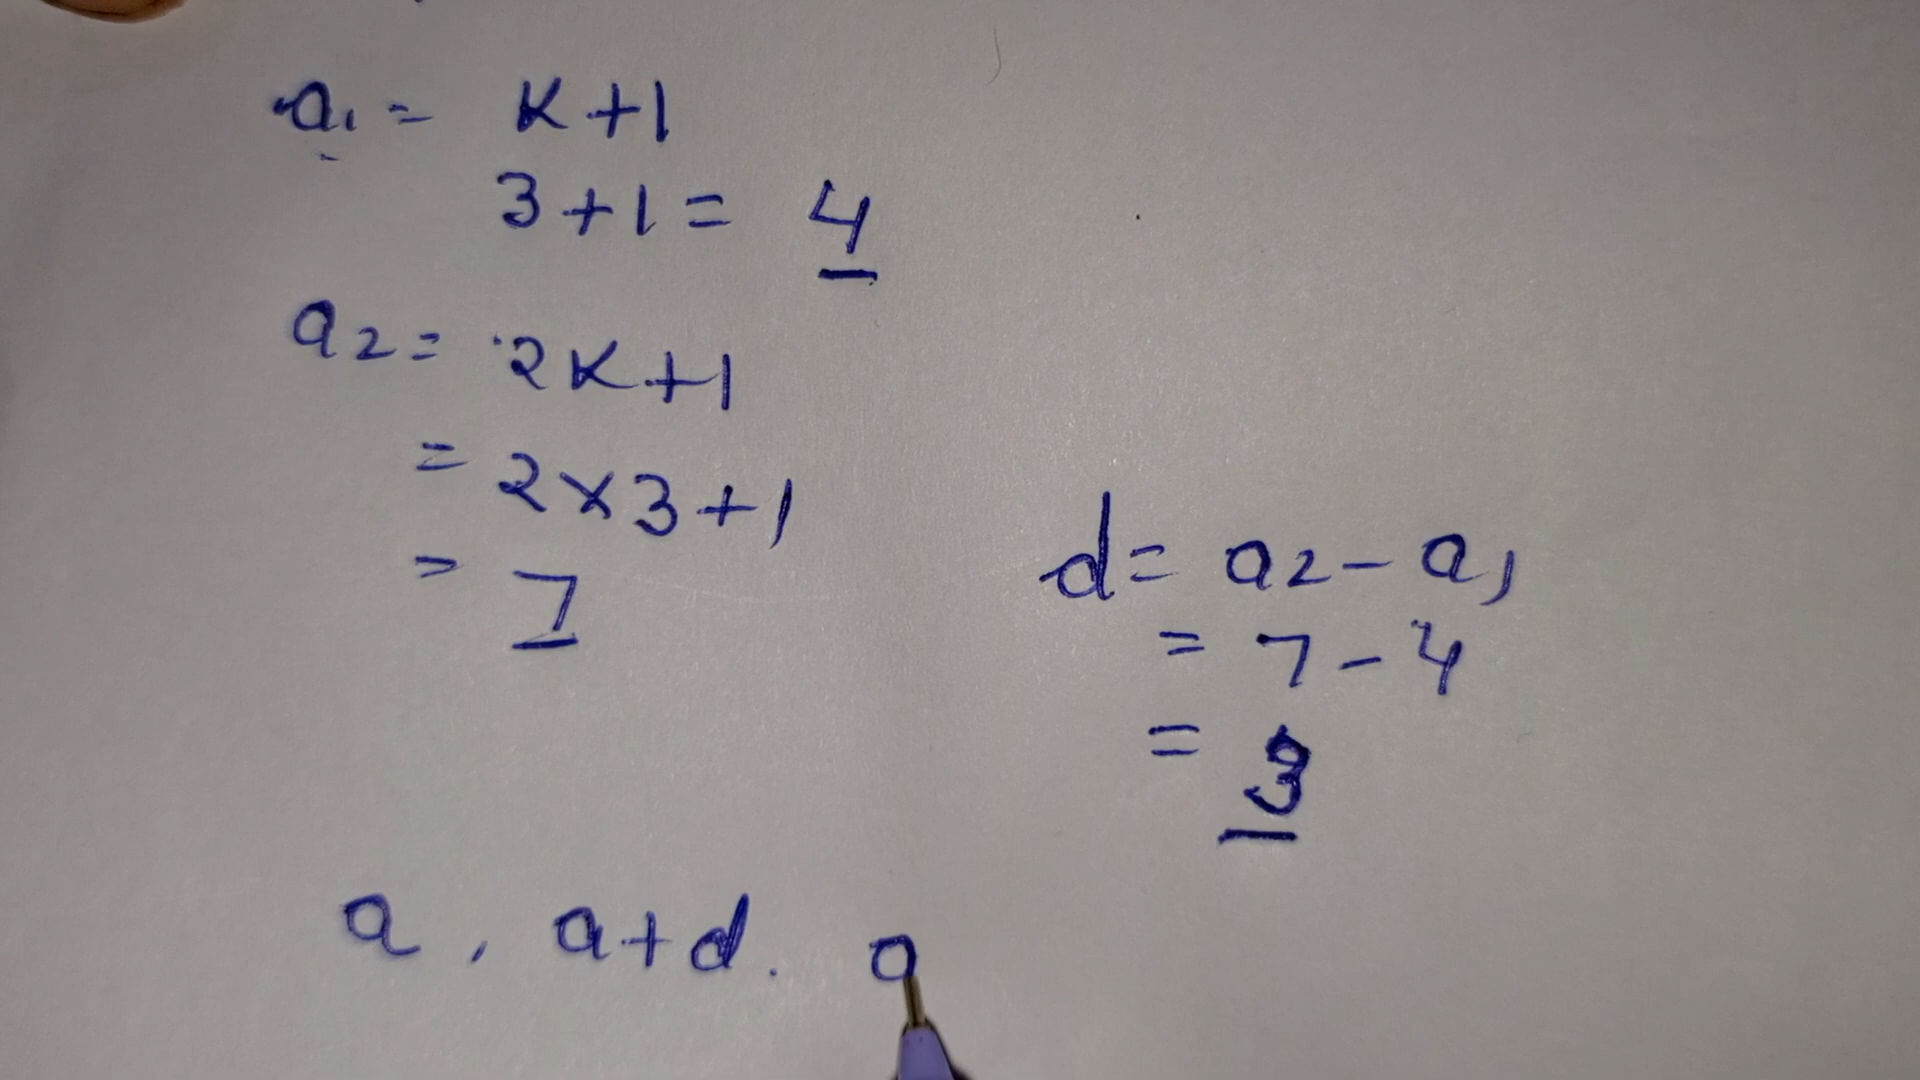 a1 = K+1
3+1 = 4
a2 = 2K+1
= 2×3+1
= 7
d = a2 - a1
= 7 - 4
= 3
a, a+d. a